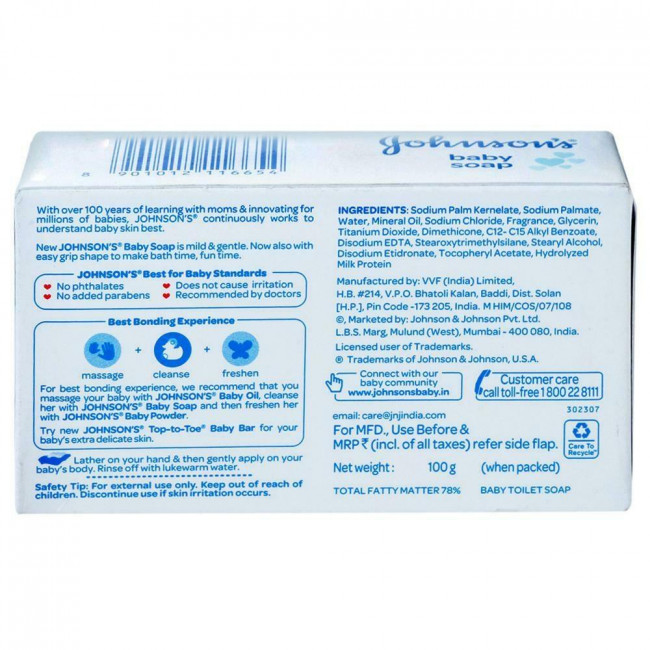 8 901012 116654
Johnson's
baby
soap
With over 100 years of learning with moms & innovating for
millions of babies, JOHNSON'S® continuously works to
understand baby skin best.
New JOHNSON'S® Baby Soap is mild & gentle. Now also with
easy grip shape to make bath time, fun time.
JOHNSON'S® Best for Baby Standards
No phthalates
Does not cause irritation
No added parabens
Recommended by doctors
Best Bonding Experience
massage + cleanse + freshen
For best bonding experience, we recommend that you
massage your baby with JOHNSON'S® Baby Oil, cleanse
her with JOHNSON'S® Baby Soap and then freshen her
with JOHNSON'S® Baby Powder.
Try new JOHNSON'S® Top-to-Toe® Baby Bar for your
baby's extra delicate skin.
Lather on your hand & then gently apply on your
baby's body. Rinse off with lukewarm water.
Safety Tip: For external use only. Keep out of reach of
children. Discontinue use if skin irritation occurs.
INGREDIENTS: Sodium Palm Kernelate, Sodium Palmate,
Water, Mineral Oil, Sodium Chloride, Fragrance, Glycerin,
Titanium Dioxide, Dimethicone, C12- C15 Alkyl Benzoate,
Disodium EDTA, Stearoxytrimethylsilane, Stearyl Alcohol,
Disodium Etidronate, Tocopheryl Acetate, Hydrolyzed
Milk Protein
Manufactured by: VVF (India) Limited,
H.B. #214, V.P.O. Bhatoli Kalan, Baddi, Dist. Solan
[H.P.], Pin Code -173 205, India. M HIM/COS/07/108
©, Marketed by: Johnson & Johnson Pvt. Ltd.
L.B.S. Marg, Mulund (West), Mumbai - 400 080, India.
Licensed user of Trademarks.
® Trademarks of Johnson & Johnson, U.S.A.
Connect with our
baby community
www.johnsonsbaby.in
Customer care
call toll-free 1 800 22 8111
302307
email: care@jnjindia.com
For MFD., Use Before &
MRP ₹ (incl. of all taxes) refer side flap.
Care To
Recycle™
Net weight : 100 g (when packed)
TOTAL FATTY MATTER 78% BABY TOILET SOAP